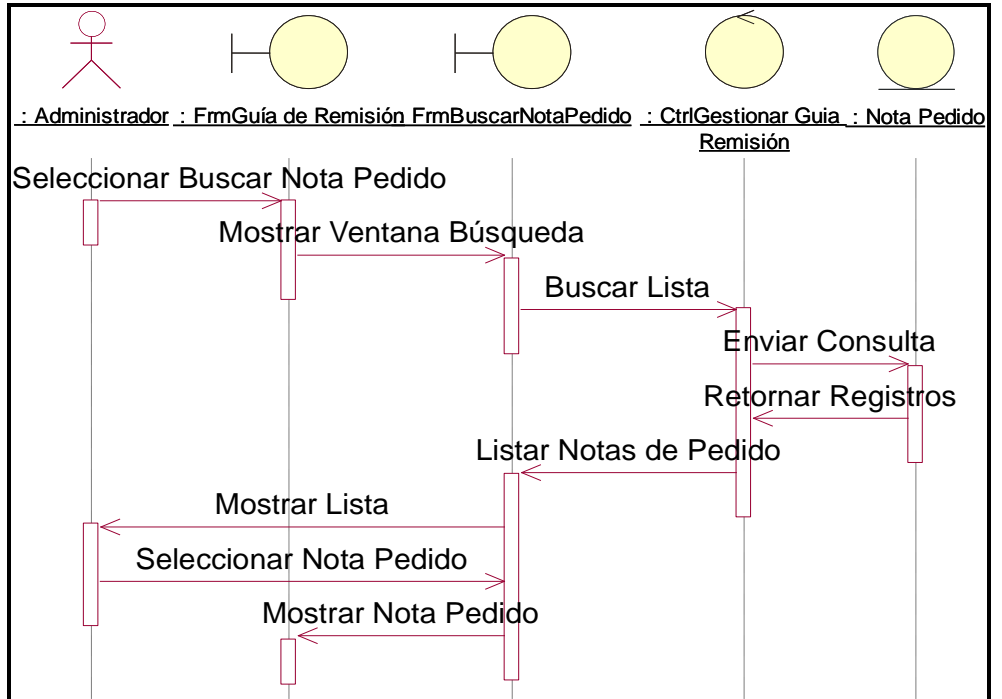 : Administrador : FrmGuía de Remisión FrmBuscarNotaPedido : CtrlGestionar Guia : Nota Pedido
Remisión
Seleccionar Buscar Nota Pedido
Mostrar Ventana Búsqueda
Buscar Lista
Enviar Consulta
Retornar Registros
Listar Notas de Pedido
Mostrar Lista
Seleccionar Nota Pedido
Mostrar Nota Pedido